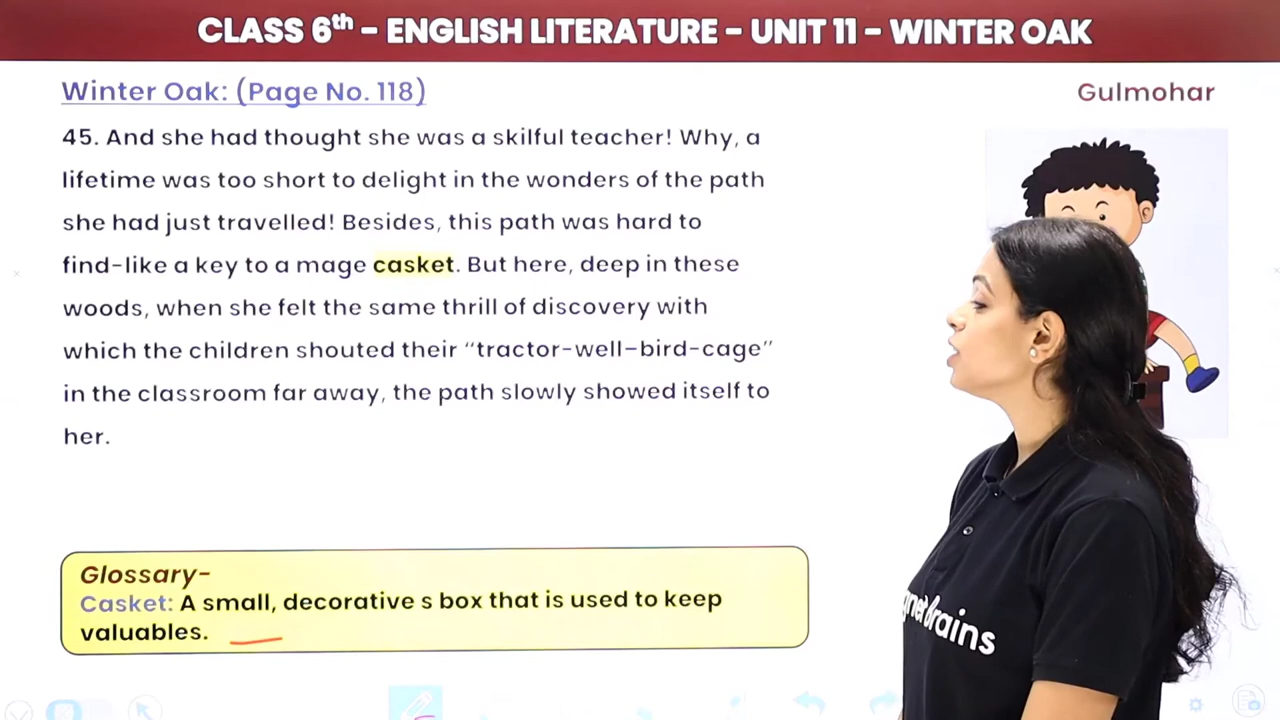 CLASS 6th – ENGLISH LITERATURE – UNIT 11 – WINTER OAK
Winter Oak: (Page No. 118)
Gulmohar
45. And she had thought she was a skilful teacher! Why, a
lifetime was too short to delight in the wonders of the path
she had just travelled! Besides, this path was hard to
find-like a key to a mage casket. But here, deep in these
woods, when she felt the same thrill of discovery with
which the children shouted their “tractor-well–bird-cage”
in the classroom far away, the path slowly showed itself to
her.
Glossary-
Casket: A small, decorative s box that is used to keep
valuables.
gnet Brains